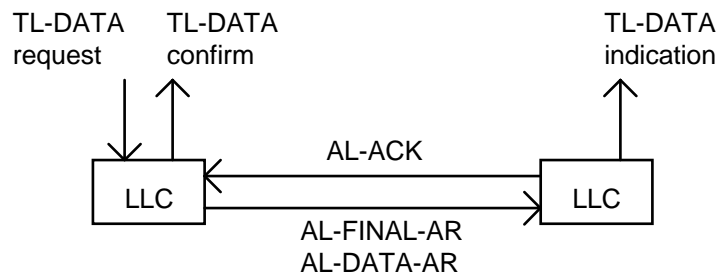 TL-DATA
request
TL-DATA
confirm
TL-DATA
indication
AL-ACK
LLC
LLC
AL-FINAL-AR
AL-DATA-AR